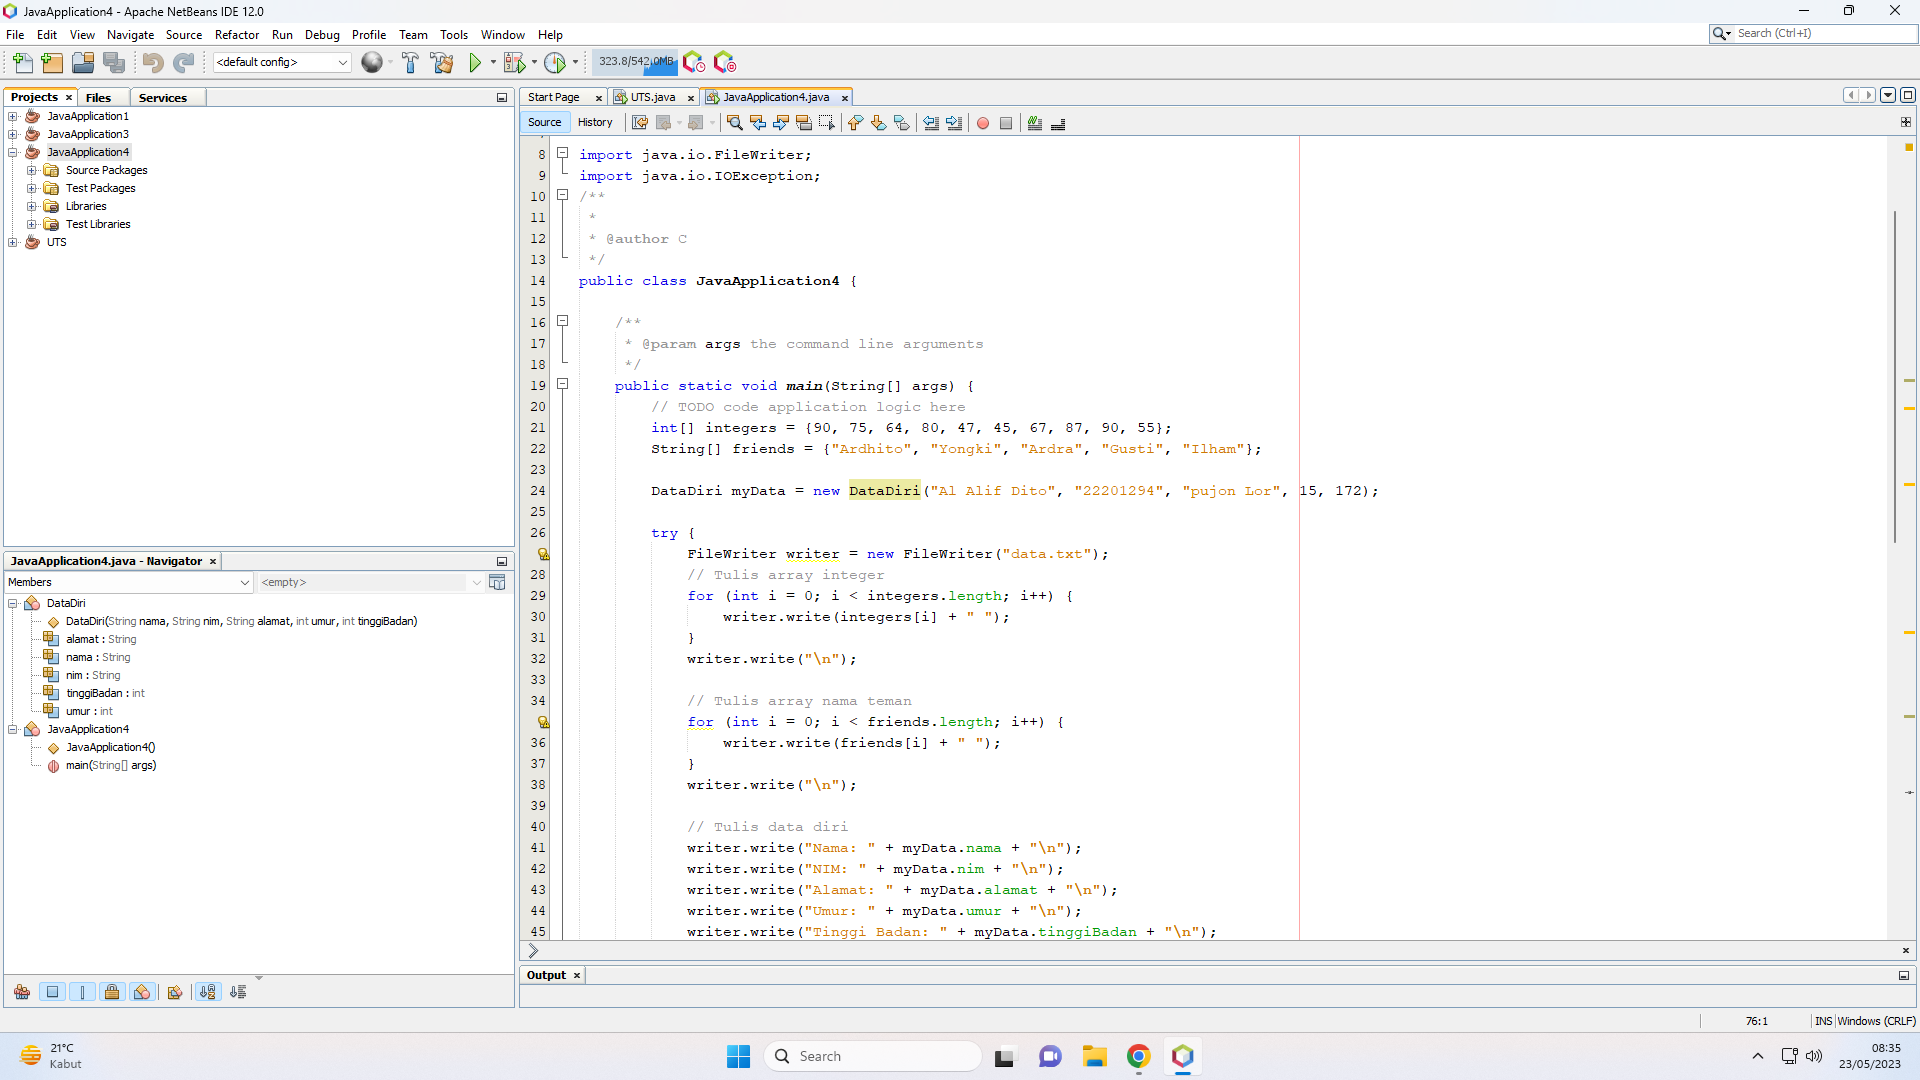 JavaApplication4 - Apache NetBeans IDE 12.0
File Edit View Navigate Source Refactor Run Debug Profile Team Tools Window Help
Search (Ctrl+I)
<default config>
323.8/542.0MB
Projects Files Services
JavaApplication1
JavaApplication3
JavaApplication4
Source Packages
Test Packages
Libraries
Test Libraries
UTS
JavaApplication4.java - Navigator
Members <empty>
DataDiri
DataDiri(String nama, String nim, String alamat, int umur, int tinggiBadan)
alamat : String
nama : String
nim : String
tinggiBadan : int
umur : int
JavaApplication4
JavaApplication4()
main(String[] args)
Start Page UTS.java JavaApplication4.java
Source History
8 import java.io.FileWriter;
9 import java.io.IOException;
10 /**
11 *
12 * @author C
13 */
14 public class JavaApplication4 {
15
16 /**
17 * @param args the command line arguments
18 */
19 public static void main(String[] args) {
20 // TODO code application logic here
21 int[] integers = {90, 75, 64, 80, 47, 45, 67, 87, 90, 55};
22 String[] friends = {"Ardhito", "Yongki", "Ardra", "Gusti", "Ilham"};
23
24 DataDiri myData = new DataDiri("Al Alif Dito", "22201294", "pujon Lor", 15, 172);
25
26 try {
FileWriter writer = new FileWriter("data.txt");
28 // Tulis array integer
29 for (int i = 0; i < integers.length; i++) {
30 writer.write(integers[i] + " ");
31 }
32 writer.write("\n");
33
34 // Tulis array nama teman
for (int i = 0; i < friends.length; i++) {
36 writer.write(friends[i] + " ");
37 }
38 writer.write("\n");
39
40 // Tulis data diri
41 writer.write("Nama: " + myData.nama + "\n");
42 writer.write("NIM: " + myData.nim + "\n");
43 writer.write("Alamat: " + myData.alamat + "\n");
44 writer.write("Umur: " + myData.umur + "\n");
45 writer.write("Tinggi Badan: " + myData.tinggiBadan + "\n");
Output
76:1 INS Windows (CRLF)
21°C
Kabut
Search
08:35
23/05/2023